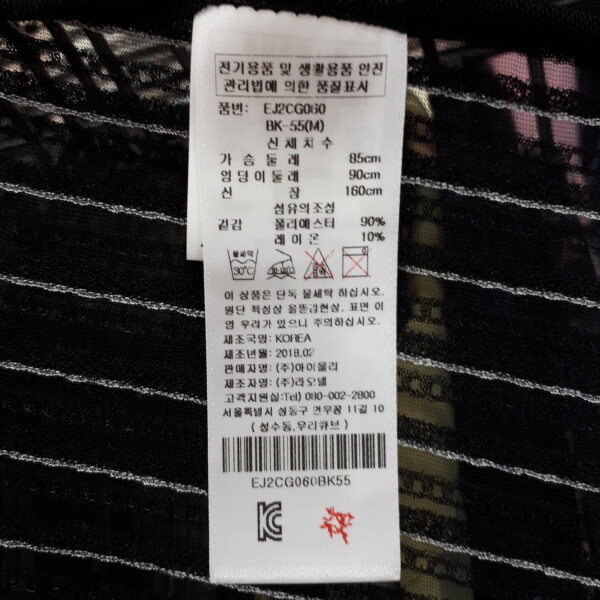 전기용품 및 생활용품 안전
관리법에 의한 품질표시
품번: EJ2CG060
BK-55(M)
신체치수
가슴둘레 85cm
엉덩이둘레 90cm
신 장 160cm
섬유의조성
겉감 폴리에스터 90%
레이온 10%
물세탁
30℃
이 상품은 단독 물세탁 하십시오.
원단 특성상 올뜯김현상, 표면 이
염 우려가 있으니 주의하십시오.
제조국명: KOREA
제조년월: 2018.02
판매자명: (주)아이올리
제조자명: (주)라오넬
고객지원실:Tel) 080-002-2800
서울특별시 성동구 연무장 11길 10
(성수동,우리큐브)
EJ2CG060BK55